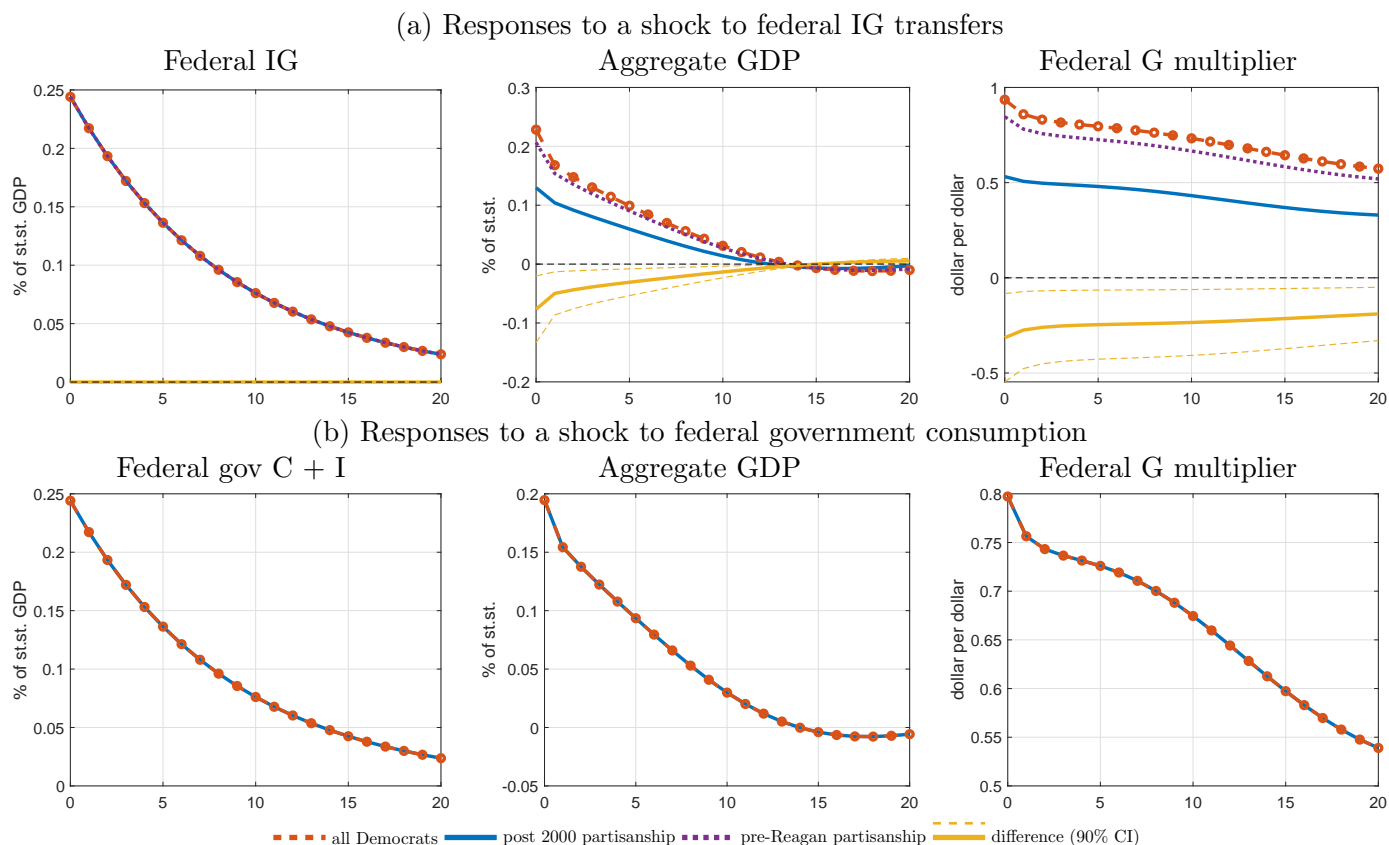 (a) Responses to a shock to federal IG transfers
Federal IG
Aggregate GDP
Federal G multiplier
% of st.st. GDP
0.25
0.2
0.15
0.1
0.05
0
0 5 10 15 20
% of st.st.
0.3
0.2
0.1
0
-0.1
-0.2
0 5 10 15 20
dollar per dollar
1
0.5
0
-0.5
0 5 10 15 20
(b) Responses to a shock to federal government consumption
Federal gov C + I
Aggregate GDP
Federal G multiplier
% of st.st. GDP
0.25
0.2
0.15
0.1
0.05
0
0 5 10 15 20
% of st.st.
0.2
0.15
0.1
0.05
0
-0.05
0 5 10 15 20
dollar per dollar
0.8
0.75
0.7
0.65
0.6
0.55
0.5
0 5 10 15 20
all Democrats post 2000 partisanship pre-Reagan partisanship difference (90% CI)